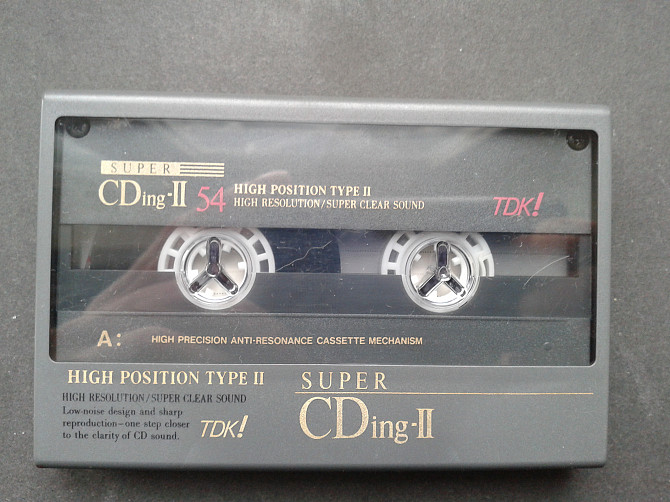 SUPER
CDing-II 54 HIGH POSITION TYPE II
HIGH RESOLUTION/SUPER CLEAR SOUND
TDK!
A: HIGH PRECISION ANTI-RESONANCE CASSETTE MECHANISM
HIGH POSITION TYPE II
HIGH RESOLUTION/SUPER CLEAR SOUND
Low-noise design and sharp
reproduction-one step closer
to the clarity of CD sound.
TDK!
SUPER
CDing-II